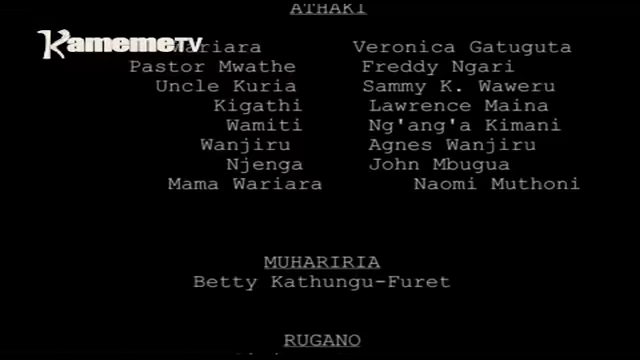 ATHAKI
KamemeTV
Wariara Veronica Gatuguta
Pastor Mwathe Freddy Ngari
Uncle Kuria Sammy K. Waweru
Kigathi Lawrence Maina
Wamiti Ng'ang'a Kimani
Wanjiru Agnes Wanjiru
Njenga John Mbugua
Mama Wariara Naomi Muthoni
MUHARIRIA
Betty Kathungu-Furet
RUGANO